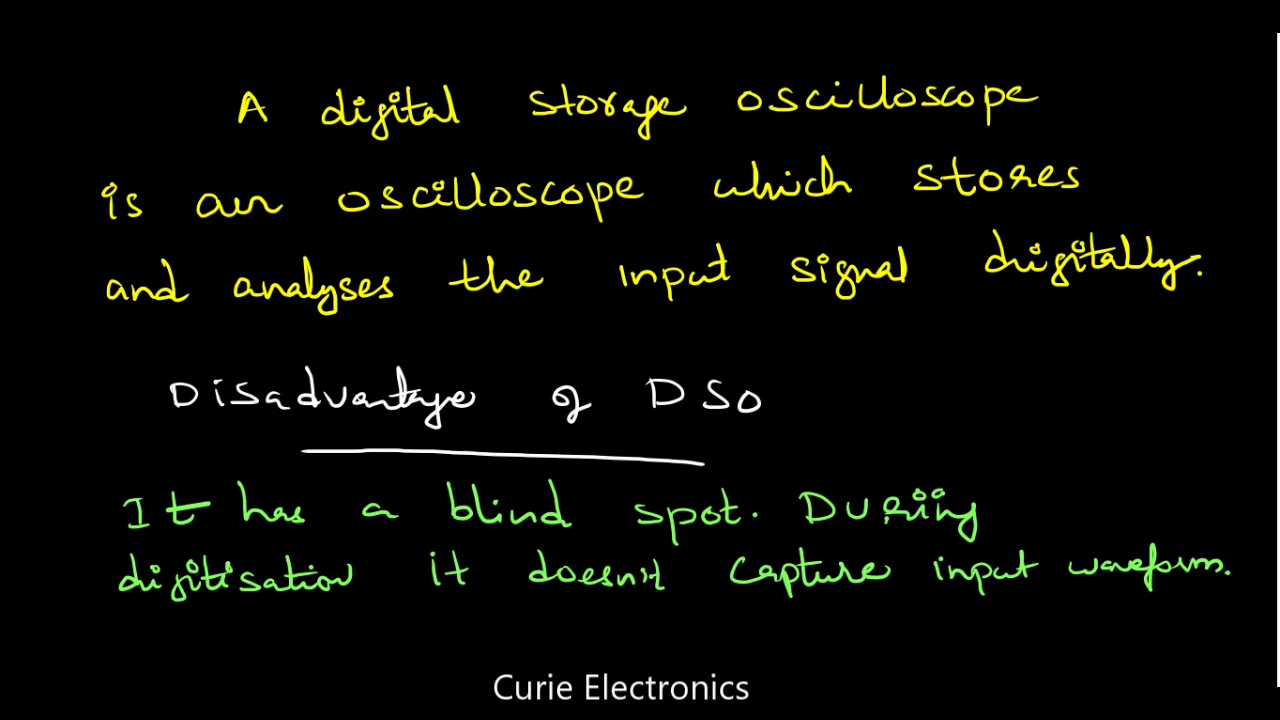 A digital storage oscilloscope
is an oscilloscope which stores
and analyses the input signal digitally.
Disadvantage of DSO
It has a blind spot. During
digitisation it doesn't capture input waveform.
Curie Electronics